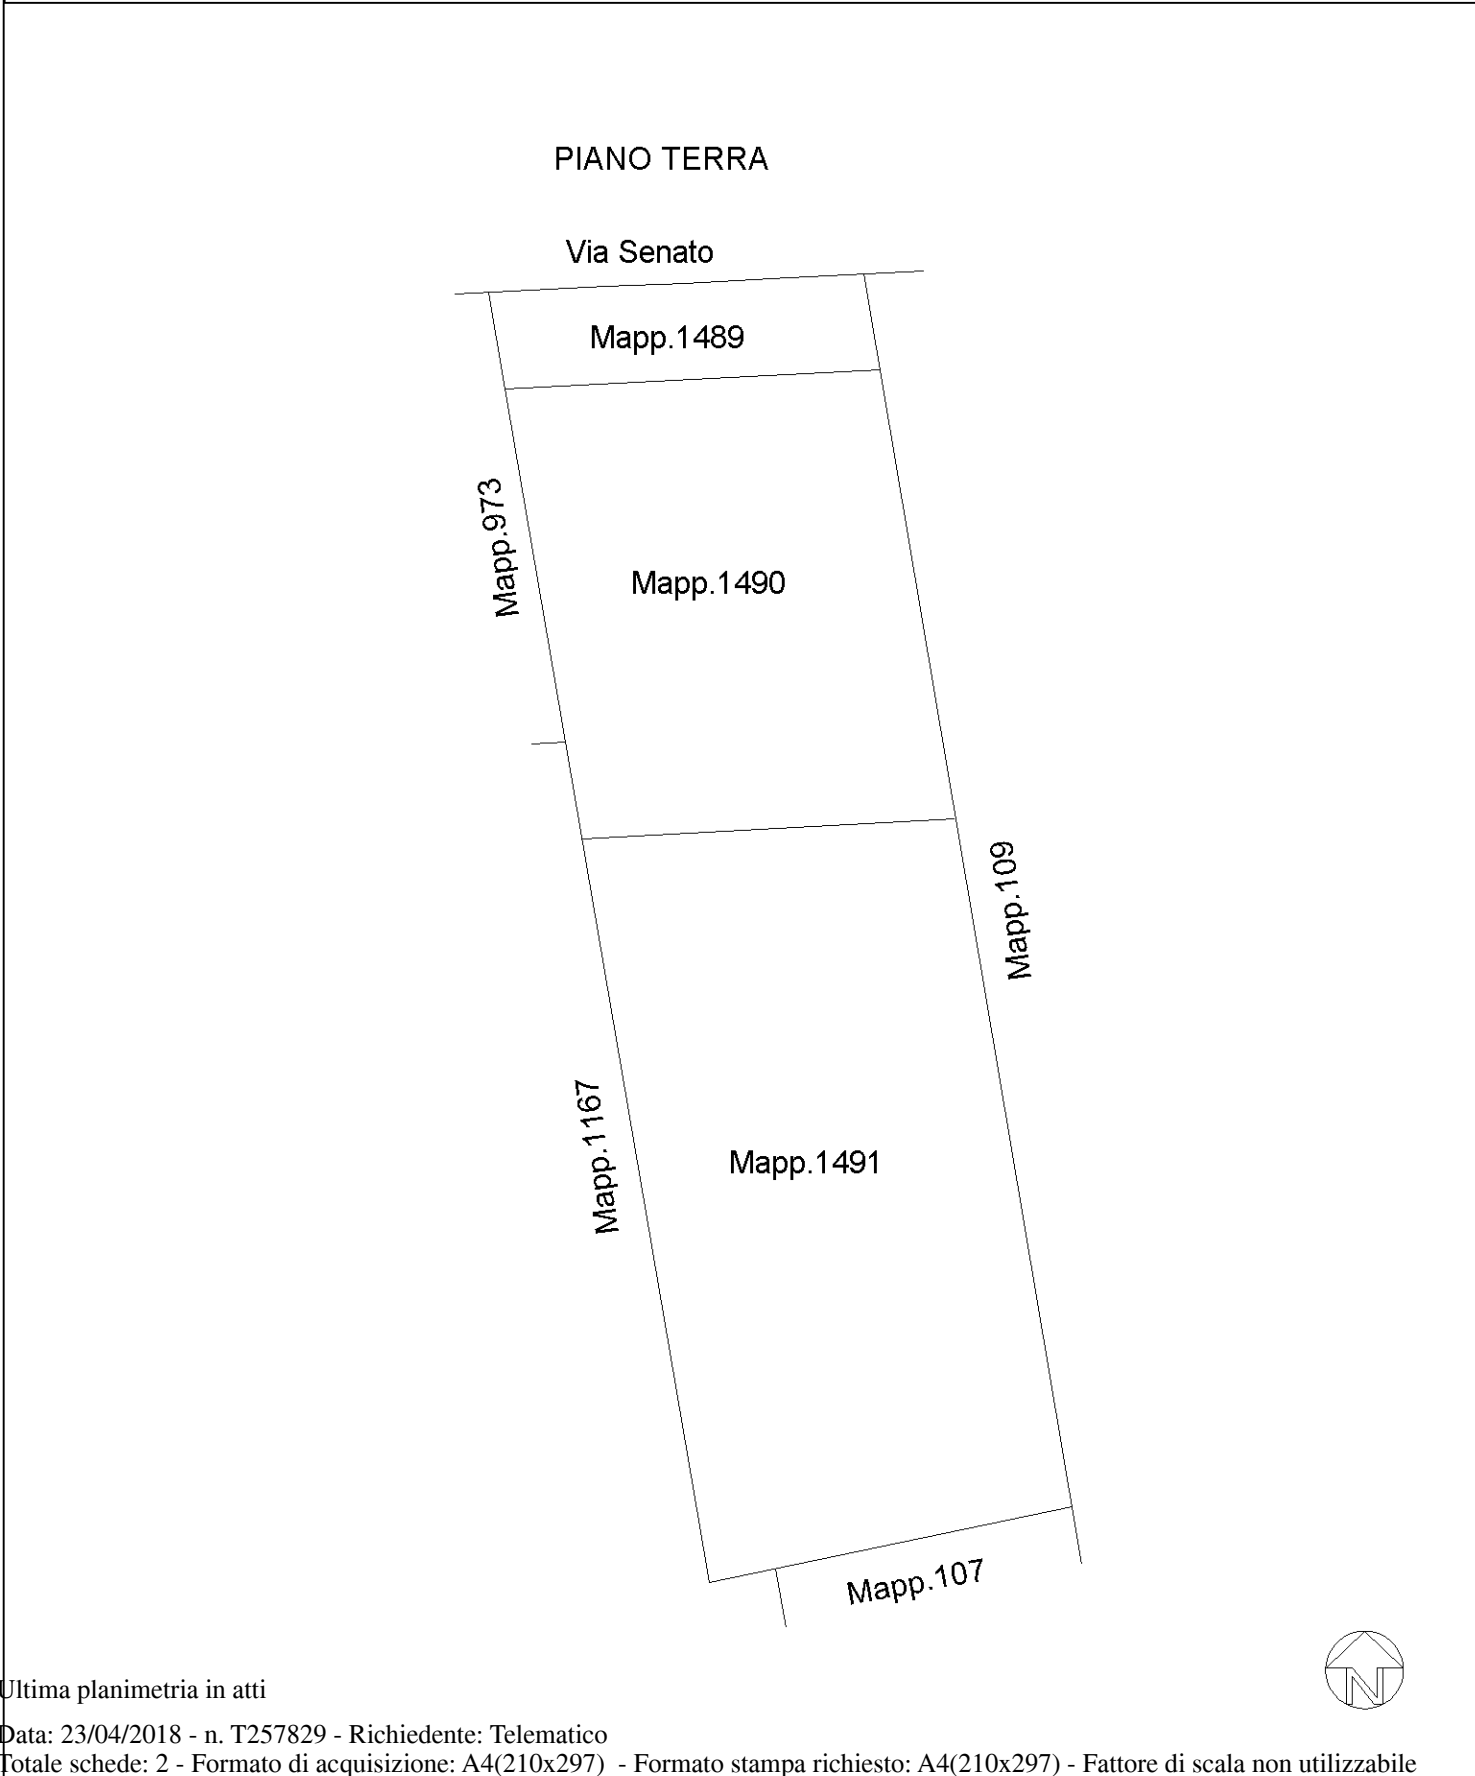 PIANO TERRA
Via Senato
Mapp.1489
Mapp.973
Mapp.1490
Mapp.109
Mapp.1167
Mapp.1491
Mapp.107
N
Ultima planimetria in atti
Data: 23/04/2018 - n. T257829 - Richiedente: Telematico
Totale schede: 2 - Formato di acquisizione: A4(210x297) - Formato stampa richiesto: A4(210x297) - Fattore di scala non utilizzabile